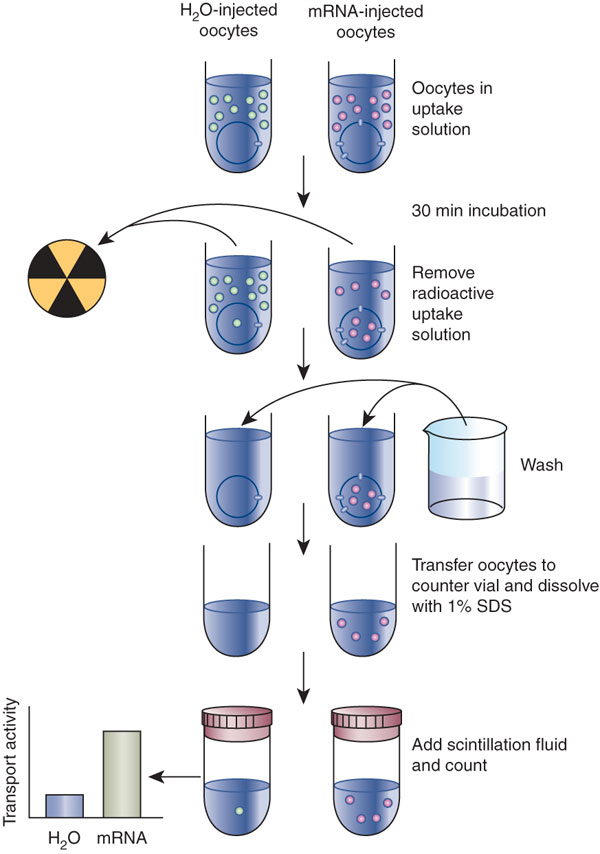 H₂O-injected
oocytes
mRNA-injected
oocytes
Oocytes in
uptake
solution
30 min incubation
Remove
radioactive
uptake
solution
Wash
Transfer oocytes to
counter vial and dissolve
with 1% SDS
Add scintillation fluid
and count
Transport activity
H₂O
mRNA